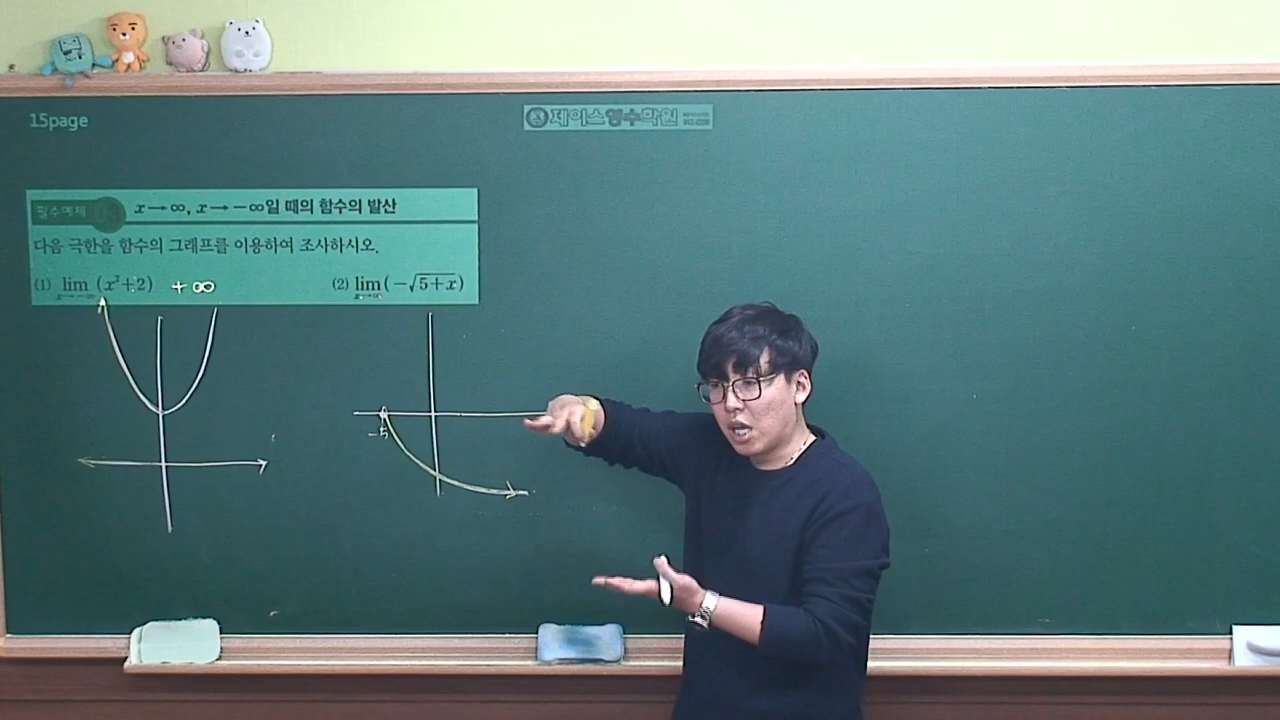 15page
제이스영수학원
필수예제 03 x→∞, x→−∞일 때의 함수의 발산
다음 극한을 함수의 그래프를 이용하여 조사하시오.
(1) lim x→−∞ (x²+2) +∞ (2) lim x→∞ (−√5+x)
−5